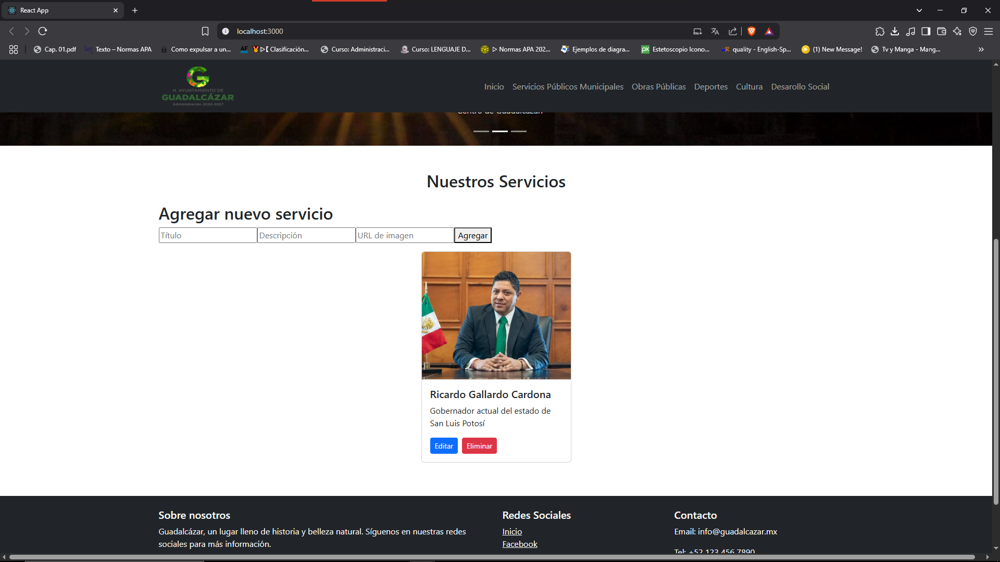 React App
localhost:3000
Cap. 01.pdf
Texto – Normas APA
Como expulsar a un...
Clasificación...
Curso: Administraci...
Curso: LENGUAJE D...
Normas APA 202...
Ejemplos de diagra...
Estetoscopio Icono...
quality - English-Sp...
(1) New Message!
Tv y Manga - Mang...
H. AYUNTAMIENTO DE
GUADALCÁZAR
Administración 2024-2027
Inicio
Servicios Públicos Municipales
Obras Públicas
Deportes
Cultura
Desarollo Social
Centro de Guadalcázar.
Nuestros Servicios
Agregar nuevo servicio
Título
Descripción
URL de imagen
Agregar
Ricardo Gallardo Cardona
Gobernador actual del estado de
San Luis Potosí
Editar
Eliminar
Sobre nosotros
Guadalcázar, un lugar lleno de historia y belleza natural. Síguenos en nuestras redes
sociales para más información.
Redes Sociales
Inicio
Facebook
Contacto
Email: info@guadalcazar.mx
Tel: +52 123 456 7890